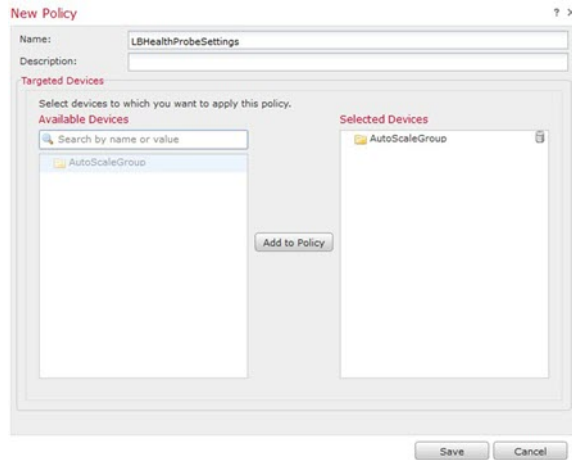 New Policy
? ×
Name:
LBHealthProbeSettings
Description:
Targeted Devices
Select devices to which you want to apply this policy.
Available Devices
Selected Devices
Search by name or value
AutoScaleGroup
AutoScaleGroup
Add to Policy
Save
Cancel